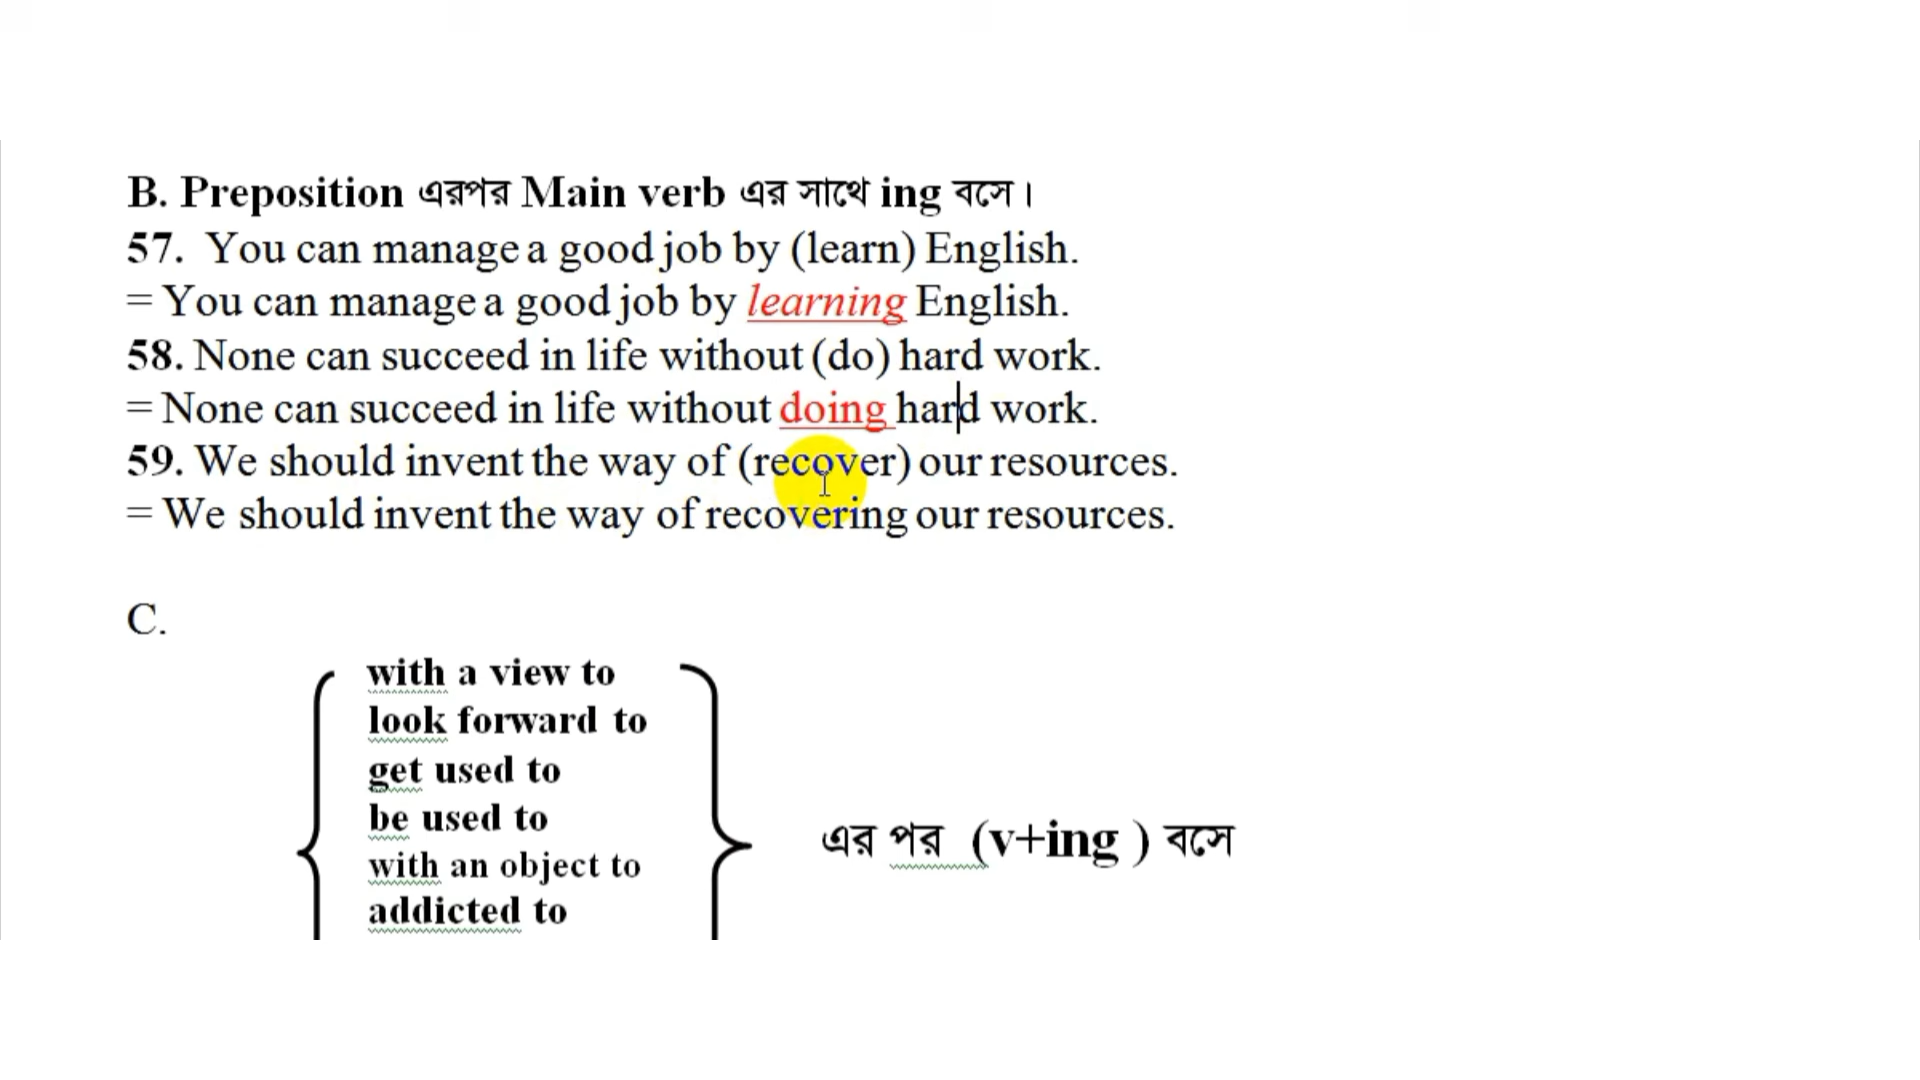 B. Preposition এরপর Main verb এর সাথে ing বসে।
57. You can manage a good job by (learn) English.
= You can manage a good job by learning English.
58. None can succeed in life without (do) hard work.
= None can succeed in life without doing hard work.
59. We should invent the way of (recover) our resources.
= We should invent the way of recovering our resources.
C.
with a view to
look forward to
get used to
be used to
with an object to
addicted to
এর পর (v+ing ) বসে